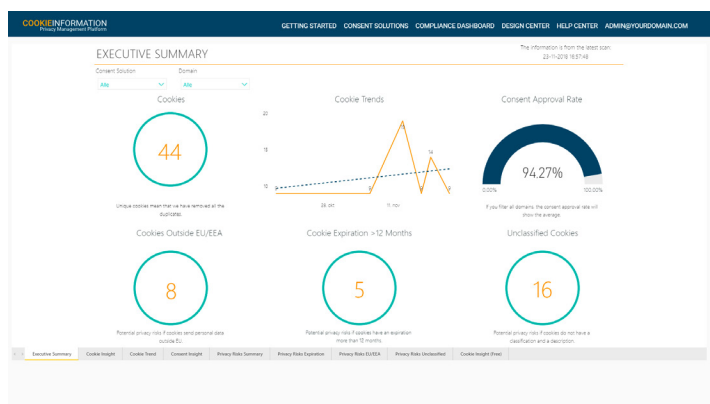 COOKIEINFORMATION
Privacy Management Platform
GETTING STARTED CONSENT SOLUTIONS COMPLIANCE DASHBOARD DESIGN CENTER HELP CENTER ADMIN@YOURDOMAIN.COM
EXECUTIVE SUMMARY
The information is from the latest scan:
23-11-2018 16:57:48
Consent Solution Domain
Alle Alle
Cookies
44
Unique cookies mean that we have removed all the
duplicates.
Cookie Trends
20
14
10
28. okt 11. nov
Consent Approval Rate
94.27%
0.00% 100.00%
If you filter all domains, the consent approval rate will
show the average.
Cookies Outside EU/EEA
8
Potential privacy risks if cookies send personal data
outside EU.
Cookie Expiration >12 Months
5
Potential privacy risks if cookies have an expiration
more than 12 months.
Unclassified Cookies
16
Potential privacy risks if cookies do not have a
classification and a description.
Executive Summary Cookie Insight Cookie Trend Consent Insight Privacy Risks Summary Privacy Risks Expiration Privacy Risks EU/EEA Privacy Risks Unclassified Cookie Insight (Free)